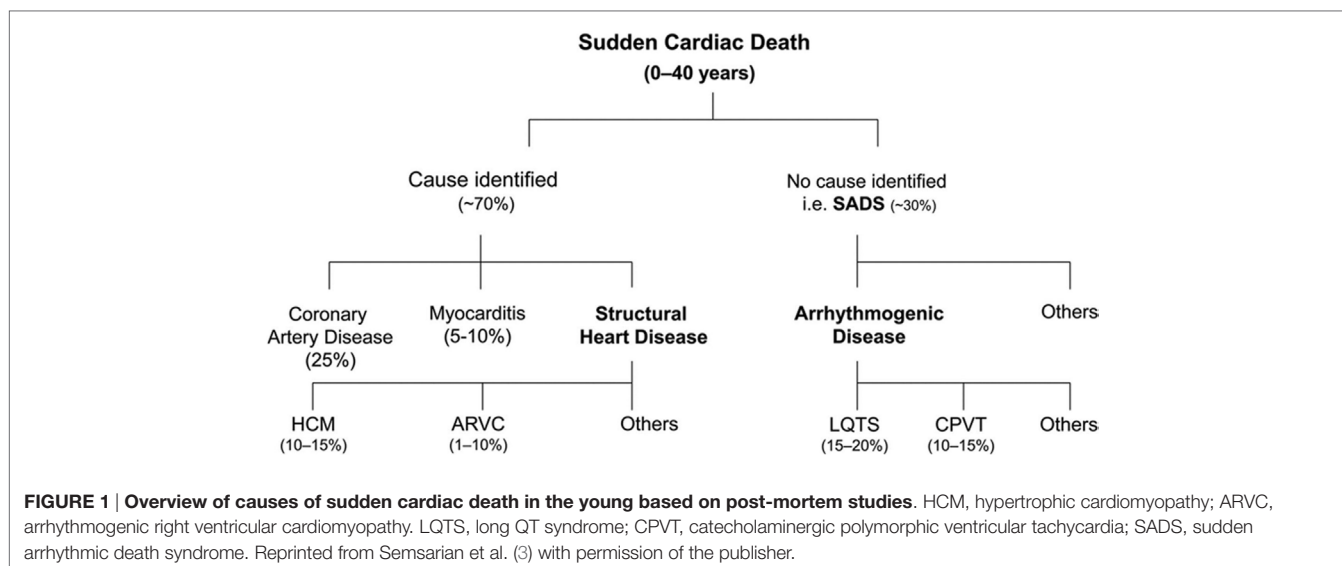 Sudden Cardiac Death
(0–40 years)
Cause identified
(~70%)
No cause identified
i.e. SADS (~30%)
Coronary
Artery Disease
(25%)
Myocarditis
(5-10%)
Structural
Heart Disease
Arrhythmogenic
Disease
Others
HCM
(10–15%)
ARVC
(1–10%)
Others
LQTS
(15–20%)
CPVT
(10–15%)
Others
FIGURE 1 | Overview of causes of sudden cardiac death in the young based on post-mortem studies. HCM, hypertrophic cardiomyopathy; ARVC,
arrhythmogenic right ventricular cardiomyopathy. LQTS, long QT syndrome; CPVT, catecholaminergic polymorphic ventricular tachycardia; SADS, sudden
arrhythmic death syndrome. Reprinted from Semsarian et al. (3) with permission of the publisher.